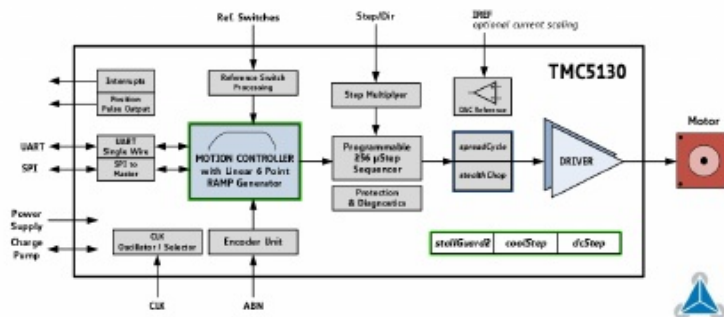 Ref. Switches
Step/Dir
IREF
optional current scaling
TMC5130
Interrupts
Position
Pulse Output
Reference Switch
Processing
Step Multiplyer
DAC Reference
Motor
UART
UART
Single Wire
SPI
SPI to
Master
MOTION CONTROLLER
with Linear 6 Point
RAMP Generator
Programmable
256 µStep
Sequencer
spreadCycle
stealthChop
DRIVER
Protection
& Diagnostics
Power
Supply
Charge
Pump
CLK
Oscillator / Selector
Encoder Unit
stallGuard2
coolStep
dcStep
CLK
ABN